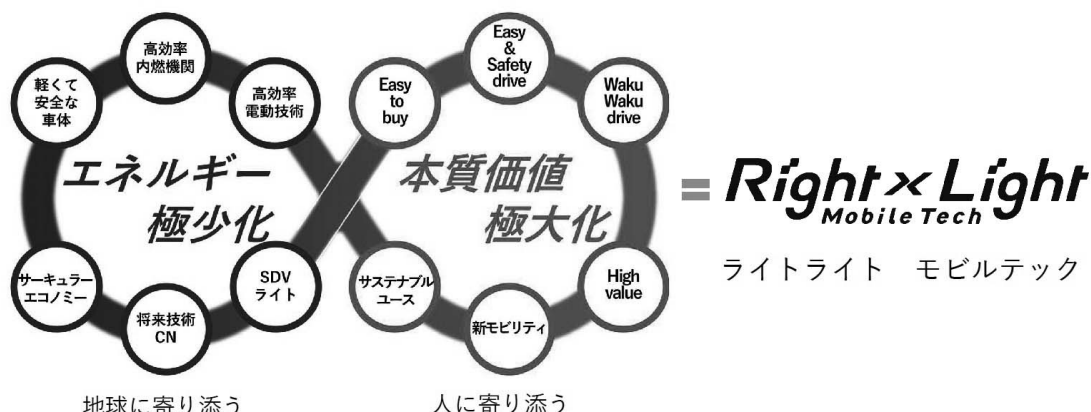 高効率
内燃機関
軽くて
安全な
車体
高効率
電動技術
エネルギー
極少化
サーキュラー
エコノミー
将来技術
CN
SDV
ライト
地球に寄り添う
Easy
to
buy
Easy
&
Safety
drive
Waku
Waku
drive
本質価値
極大化
サステナブル
ユース
新モビリティ
High
value
人に寄り添う
=
Right×Light
Mobile Tech
ライトライト　モビルテック